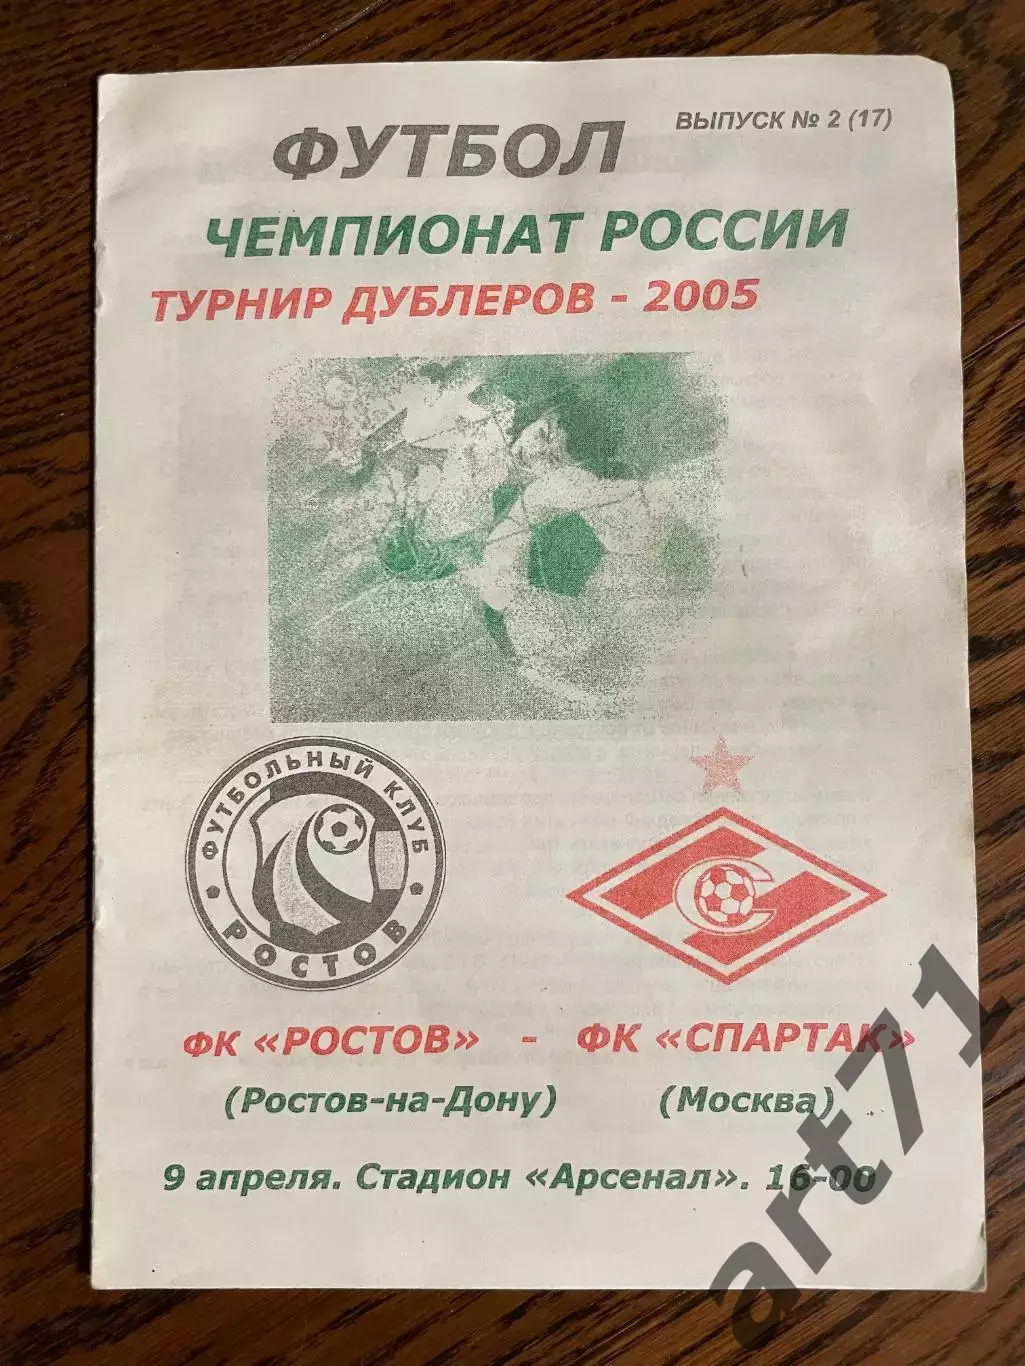 ВЫПУСК № 2 (17)
ФУТБОЛ
ЧЕМПИОНАТ РОССИИ
ТУРНИР ДУБЛЕРОВ - 2005
ФУТБОЛЬНЫЙ КЛУБ
РОСТОВ
С
ФК «РОСТОВ» - ФК «СПАРТАК»
(Ростов-на-Дону) (Москва)
9 апреля. Стадион «Арсенал». 16-00
art71